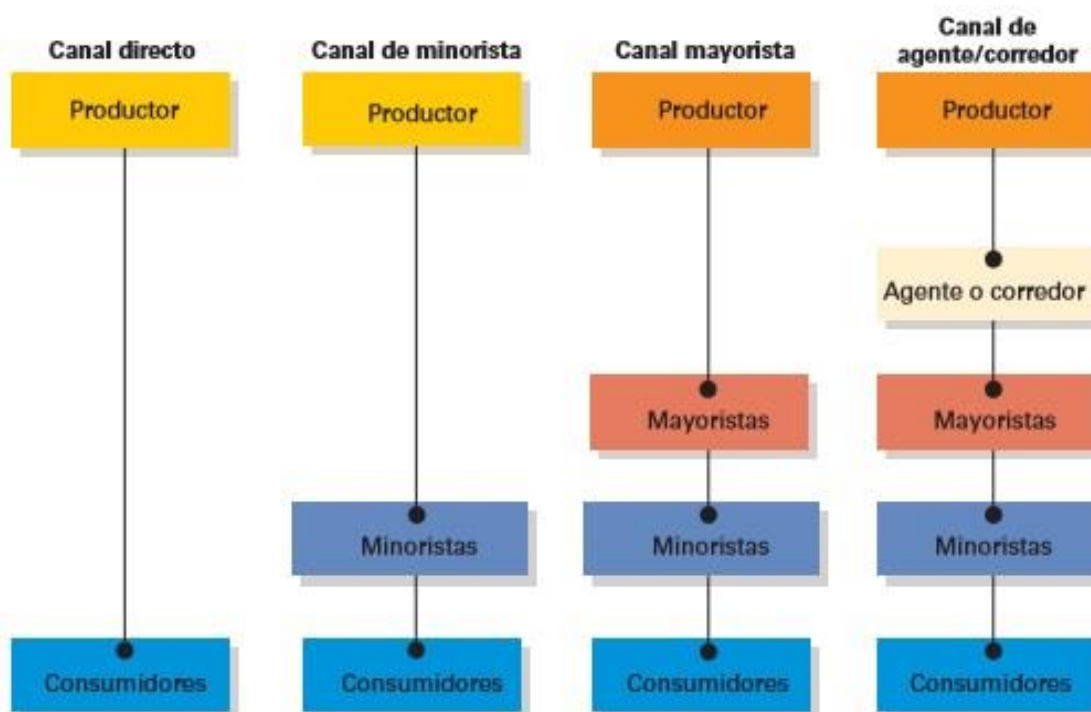 Canal directo
Productor
Consumidores
Canal de minorista
Productor
Minoristas
Consumidores
Canal mayorista
Productor
Mayoristas
Minoristas
Consumidores
Canal de
agente/corredor
Productor
Agente o corredor
Mayoristas
Minoristas
Consumidores